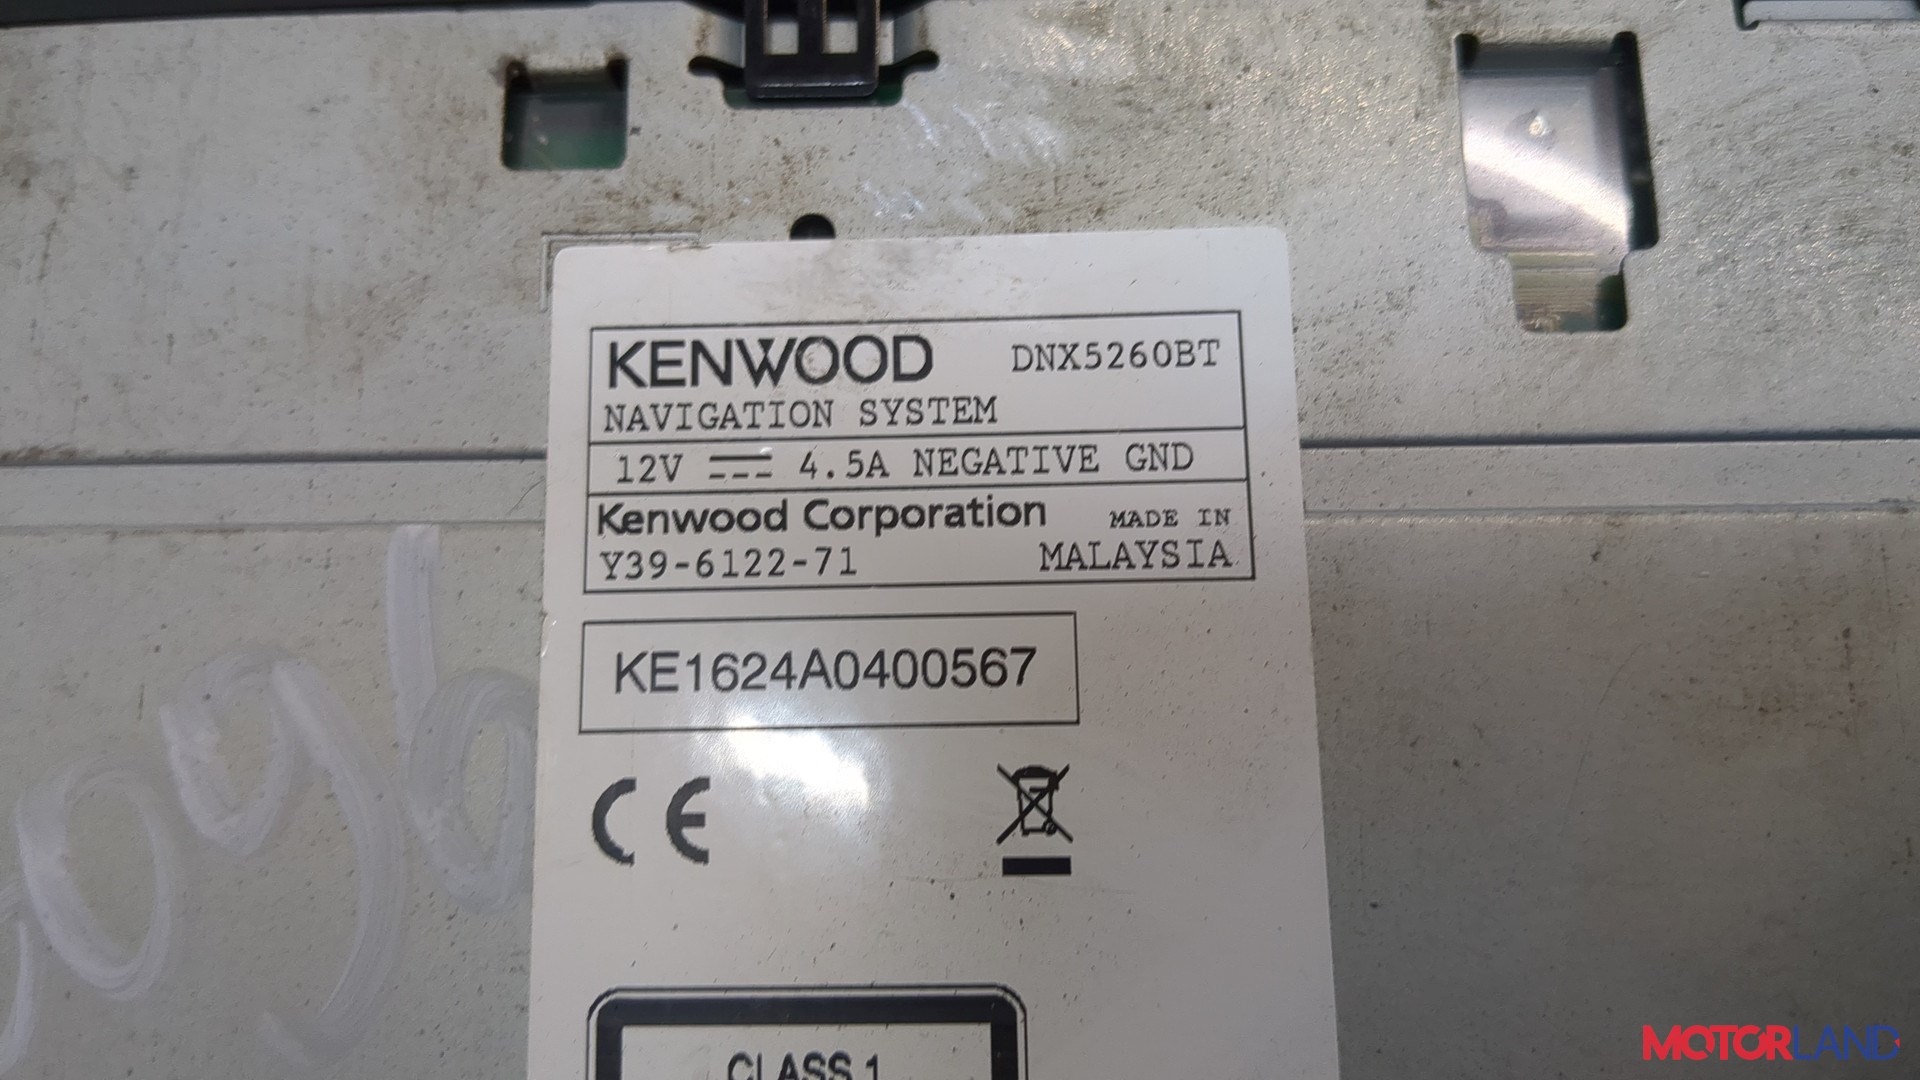 KENWOOD DNX5260BT
NAVIGATION SYSTEM
12V 4.5A NEGATIVE GND
Kenwood Corporation MADE IN
Y39-6122-71 MALAYSIA
KE1624A0400567
CE
CLASS 1
MOTORLAND